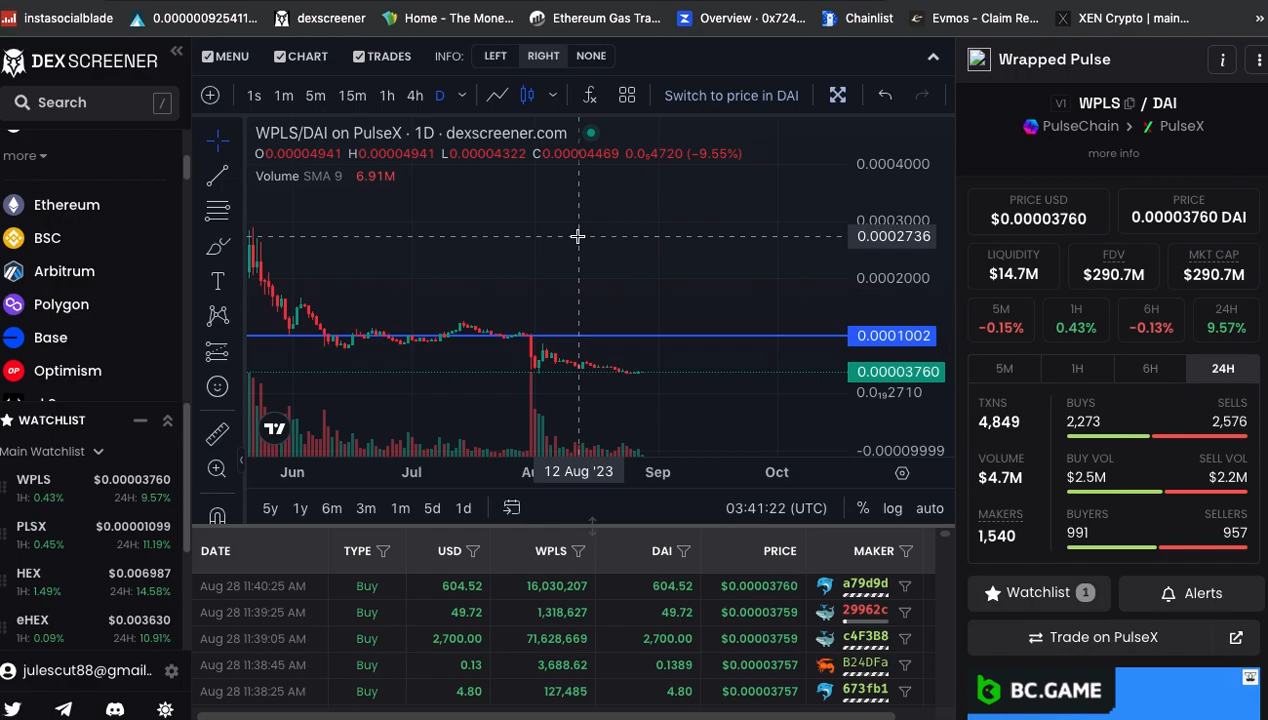 instasocialblade
0.00000092541​1...
dexscreener
Home - The Mone...
Ethereum Gas Tra...
Overview · 0x724...
Chainlist
Evmos - Claim Re...
XEN Crypto | main...
»
DEX SCREENER
Search
/
more
Ethereum
BSC
Arbitrum
Polygon
Base
Optimism
WATCHLIST
Main Watchlist
WPLS $0.00003760
1H: 0.43% 24H: 9.57%
PLSX $0.00001099
1H: 0.45% 24H: 11.19%
HEX $0.006987
1H: 1.49% 24H: 14.58%
eHEX $0.003630
1H: 0.09% 24H: 10.91%
julescut88@gmail...
MENU CHART TRADES INFO: LEFT RIGHT NONE
1s 1m 5m 15m 1h 4h D Switch to price in DAI
WPLS/DAI on PulseX · 1D · dexscreener.com
O0.00004941 H0.00004941 L0.00004322 C0.00004469 0.0₅4720 (−9.55%)
Volume SMA 9 6.91M
0.0004000
0.0003000
0.0002736
0.0002000
0.0001002
0.00003760
0.0₁₉2710
-0.00009999
Jun Jul Au 12 Aug '23 Sep Oct
5y 1y 6m 3m 1m 5d 1d 03:41:22 (UTC) % log auto
DATE TYPE USD WPLS DAI PRICE MAKER
Aug 28 11:40:25 AM Buy 604.52 16,030,207 604.52 $0.00003760 a79d9d
Aug 28 11:39:25 AM Buy 49.72 1,318,627 49.72 $0.00003759 29962c
Aug 28 11:39:05 AM Buy 2,700.00 71,628,669 2,700.00 $0.00003759 c4F3B8
Aug 28 11:38:45 AM Buy 0.13 3,688.62 0.1389 $0.00003757 B24DFa
Aug 28 11:38:25 AM Buy 4.80 127,485 4.80 $0.00003757 673fb1
Wrapped Pulse
V1 WPLS / DAI
PulseChain > PulseX
more info
PRICE USD PRICE
$0.00003760 0.00003760 DAI
LIQUIDITY FDV MKT CAP
$14.7M $290.7M $290.7M
5M 1H 6H 24H
−0.15% 0.43% −0.13% 9.57%
5M 1H 6H 24H
TXNS BUYS SELLS
4,849 2,273 2,576
VOLUME BUY VOL SELL VOL
$4.7M $2.5M $2.2M
MAKERS BUYERS SELLERS
1,540 991 957
Watchlist 1 Alerts
Trade on PulseX
BC.GAME